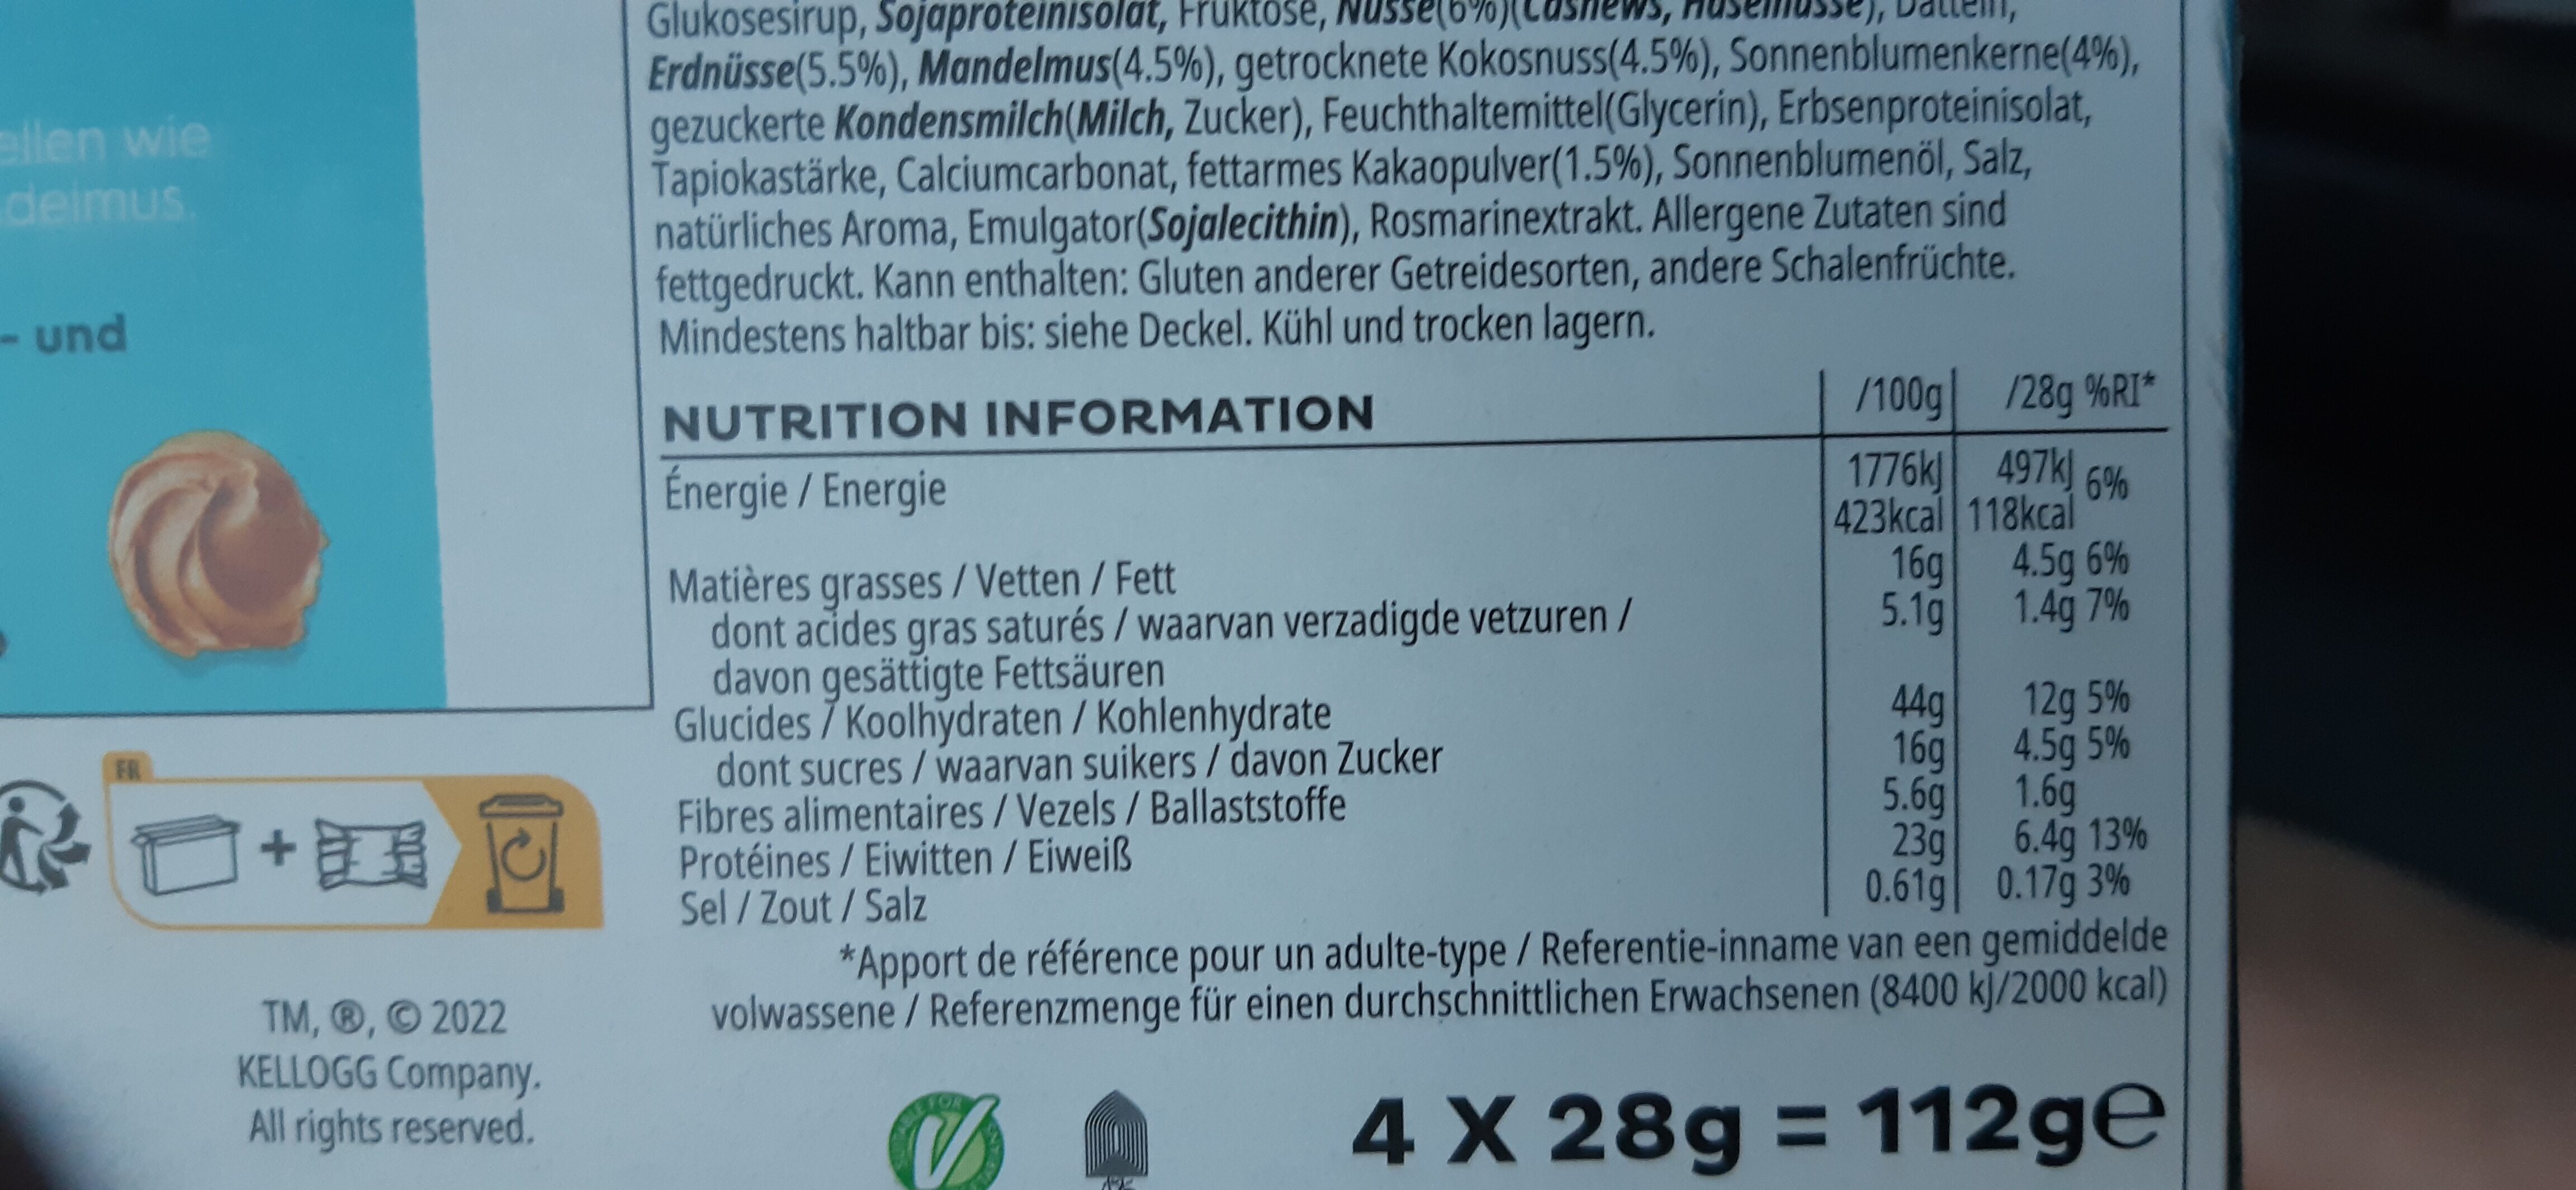 Glukosesirup, Sojaproteinisolat, Fruktose, Nüsse(6%)(Cashews, Haselnüsse), Datteln,
Erdnüsse(5.5%), Mandelmus(4.5%), getrocknete Kokosnuss(4.5%), Sonnenblumenkerne(4%),
gezuckerte Kondensmilch(Milch, Zucker), Feuchthaltemittel(Glycerin), Erbsenproteinisolat,
Tapiokastärke, Calciumcarbonat, fettarmes Kakaopulver(1.5%), Sonnenblumenöl, Salz,
natürliches Aroma, Emulgator(Sojalecithin), Rosmarinextrakt. Allergene Zutaten sind
fettgedruckt. Kann enthalten: Gluten anderer Getreidesorten, andere Schalenfrüchte.
Mindestens haltbar bis: siehe Deckel. Kühl und trocken lagern.
ellen wie
delmus.
- und
NUTRITION INFORMATION /100g /28g %RI*
Énergie / Energie 1776kJ 497kJ 6%
423kcal 118kcal
Matières grasses / Vetten / Fett 16g 4.5g 6%
dont acides gras saturés / waarvan verzadigde vetzuren / 5.1g 1.4g 7%
davon gesättigte Fettsäuren
Glucides / Koolhydraten / Kohlenhydrate 44g 12g 5%
dont sucres / waarvan suikers / davon Zucker 16g 4.5g 5%
Fibres alimentaires / Vezels / Ballaststoffe 5.6g 1.6g
Protéines / Eiwitten / Eiweiß 23g 6.4g 13%
Sel / Zout / Salz 0.61g 0.17g 3%
*Apport de référence pour un adulte-type / Referentie-inname van een gemiddelde
volwassene / Referenzmenge für einen durchschnittlichen Erwachsenen (8400 kJ/2000 kcal)
FR
+
TM, ®, © 2022
KELLOGG Company.
All rights reserved.
4 X 28g = 112g℮